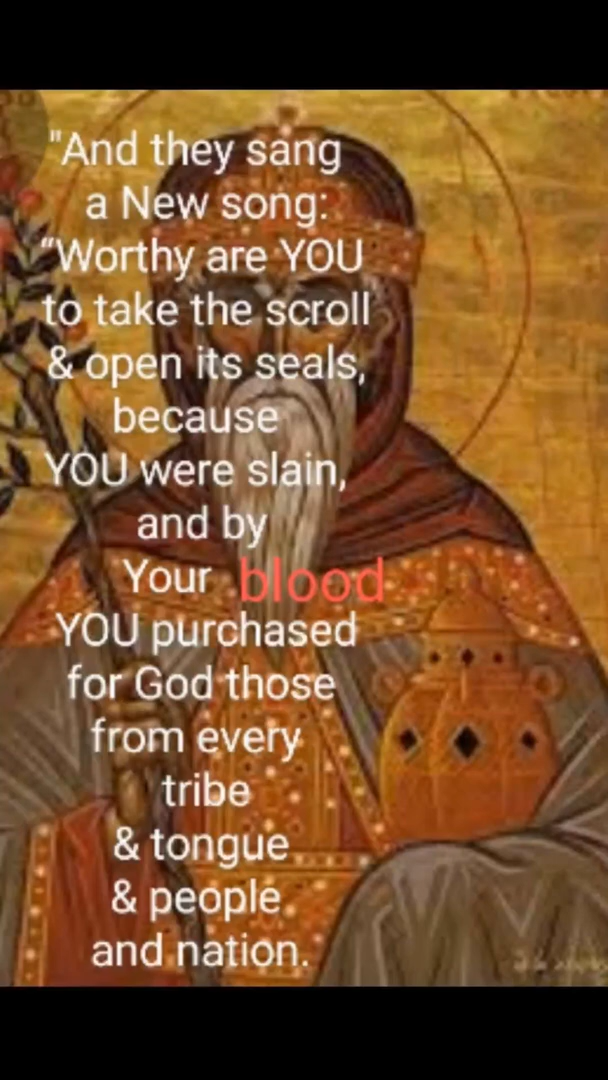 "And they sang
a New song:
“Worthy are YOU
to take the scroll
& open its seals,
because
YOU were slain,
and by
Your blood
YOU purchased
for God those
from every
tribe
& tongue
& people
and nation.